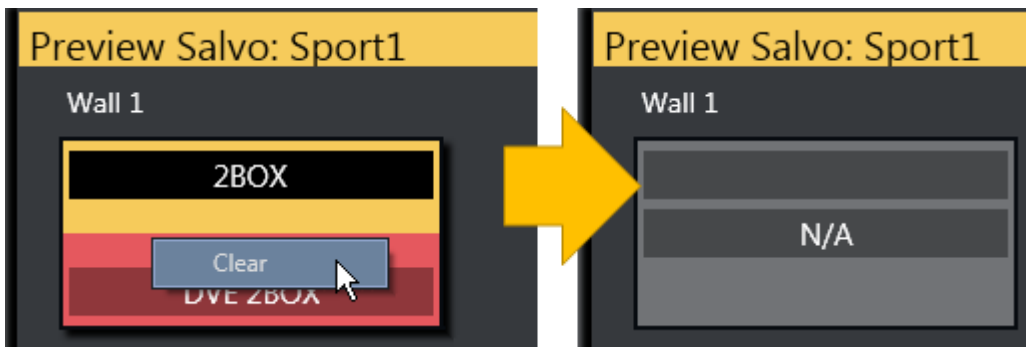 Preview Salvo: Sport1
Wall 1
2BOX
Clear
DVE 2BOX
Preview Salvo: Sport1
Wall 1
N/A